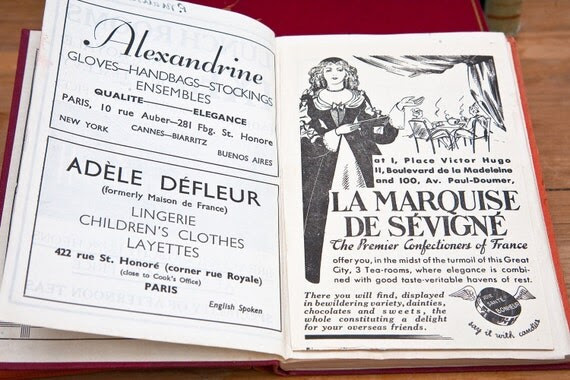 Alexandrine
GLOVES—HANDBAGS—STOCKINGS
ENSEMBLES
QUALITE ELEGANCE
PARIS, 10 rue Auber—281 Fbg. St. Honore
NEW YORK CANNES—BIARRITZ BUENOS AIRES
ADÈLE DÉFLEUR
(formerly Maison de France)
LINGERIE
CHILDREN'S CLOTHES
LAYETTES
422 rue St. Honoré (corner rue Royale)
(close to Cook's Office)
PARIS
English Spoken
at 1, Place Victor Hugo
11, Boulevard de la Madeleine
and 100, Av. Paul-Doumer,
LA MARQUISE
DE SÉVIGNÉ
The Premier Confectioners of France
offer you, in the midst of the turmoil of this Great
City, 3 Tea-rooms, where elegance is combi-
ned with good taste-veritable havens of rest.
There you will find, displayed
in bewildering variety, dainties,
chocolates and sweets, the
whole constituting a delight
for your overseas friends.
say it with candies